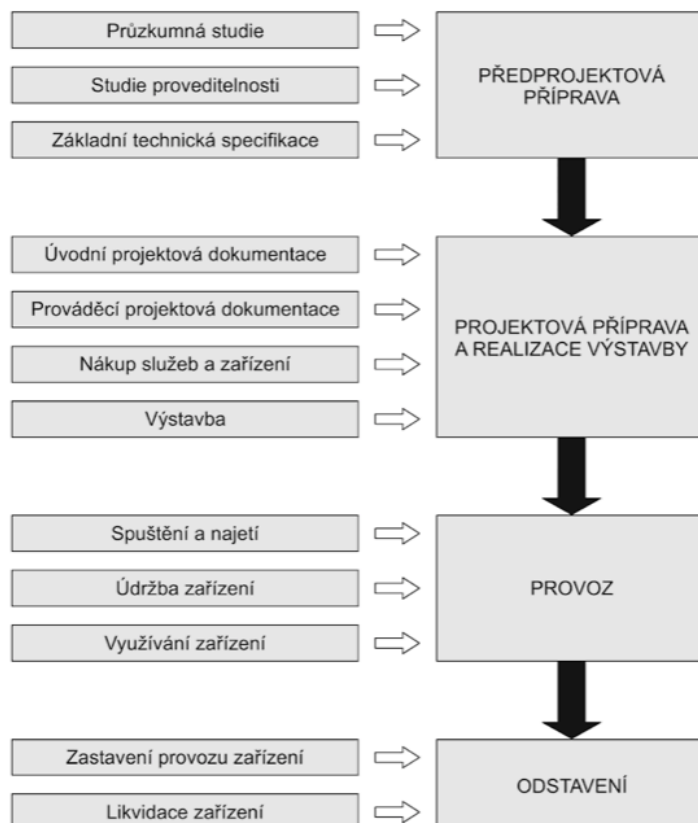 Průzkumná studie
Studie proveditelnosti
Základní technická specifikace
PŘEDPROJEKTOVÁ
PŘÍPRAVA
Úvodní projektová dokumentace
Prováděcí projektová dokumentace
Nákup služeb a zařízení
Výstavba
PROJEKTOVÁ PŘÍPRAVA
A REALIZACE VÝSTAVBY
Spuštění a najetí
Údržba zařízení
Využívání zařízení
PROVOZ
Zastavení provozu zařízení
Likvidace zařízení
ODSTAVENÍ